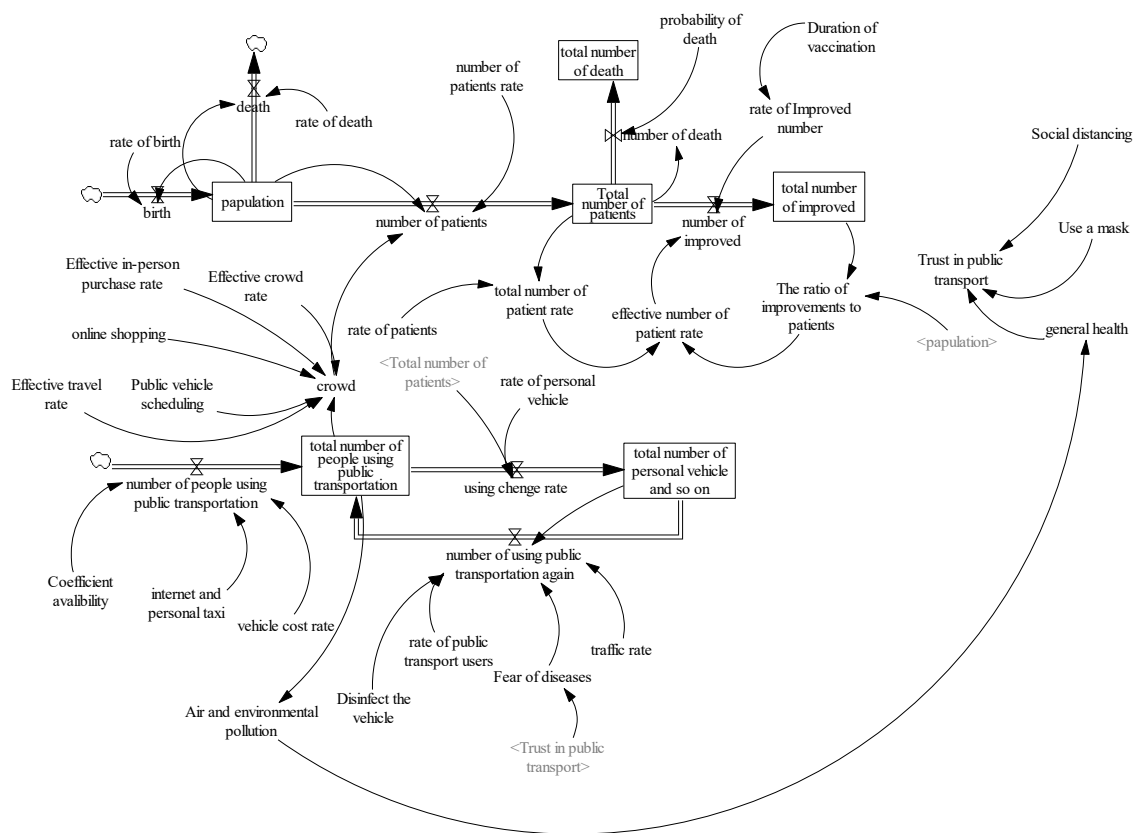 probability of
death
Duration of
vaccination
total number
of death
number of
patients rate
death
rate of death
rate of Improved
number
number of death
Social distancing
rate of birth
papulation
birth
number of patients
Total
number of
patients
number of
improved
total number
of improved
Use a mask
Trust in public
transport
Effective in-person
purchase rate
Effective crowd
rate
total number of
patient rate
rate of patients
effective number of
patient rate
The ratio of
improvements to
patients
<papulation>
general health
online shopping
<Total number of
patients>
rate of personal
vehicle
crowd
Effective travel
rate
Public vehicle
scheduling
total number of
people using
public
transportation
using chenge rate
total number of
personal vehicle
and so on
number of people using
public transportation
number of using public
transportation again
Coefficient
avalibility
internet and
personal taxi
vehicle cost rate
rate of public
transport users
traffic rate
Fear of diseases
Disinfect the
vehicle
Air and environmental
pollution
<Trust in public
transport>